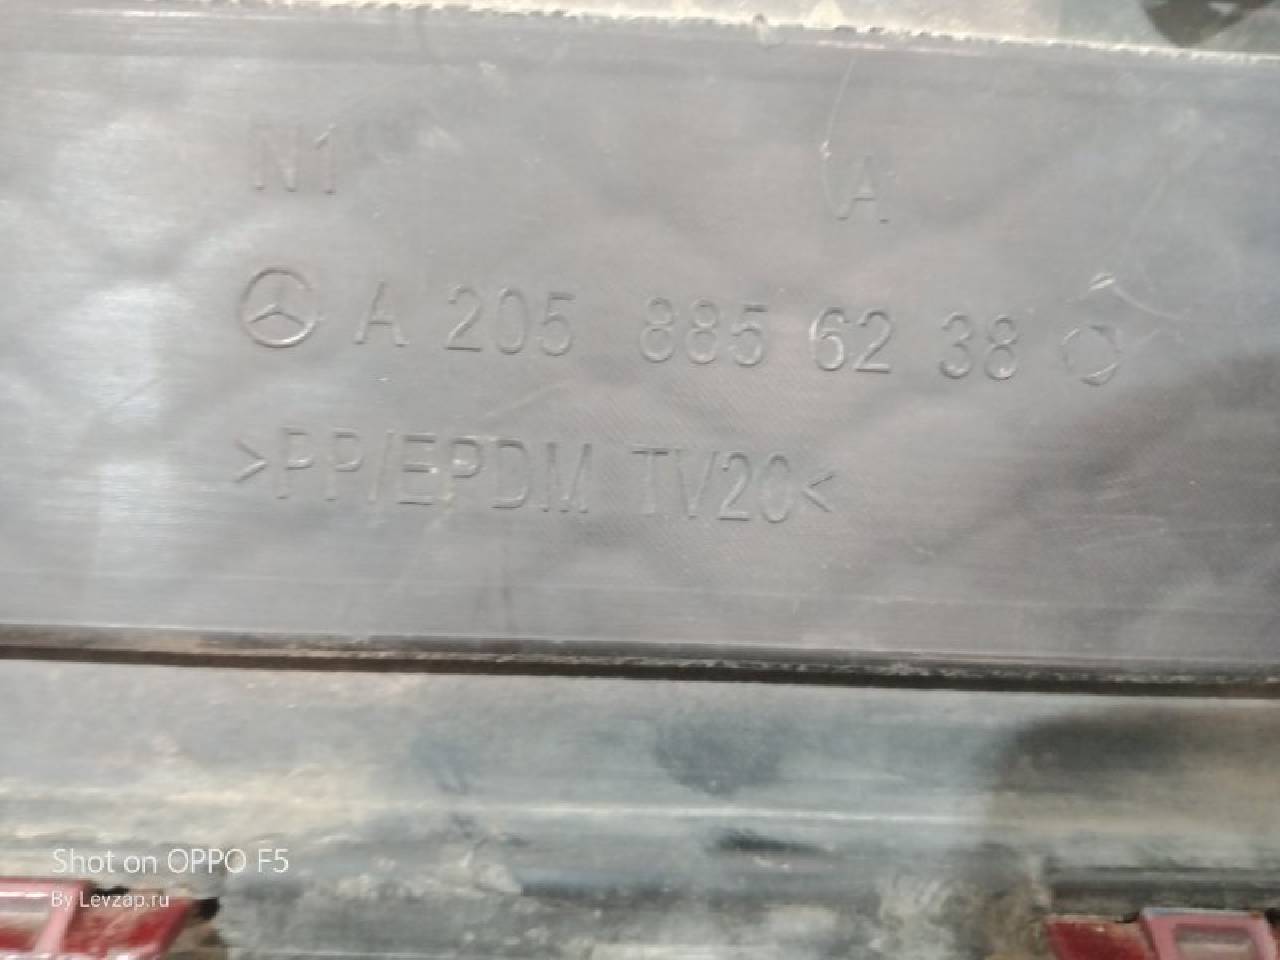 N1 A
A 205 885 62 38
>PP/EPDM TV20<
Shot on OPPO F5
By Levzap.ru